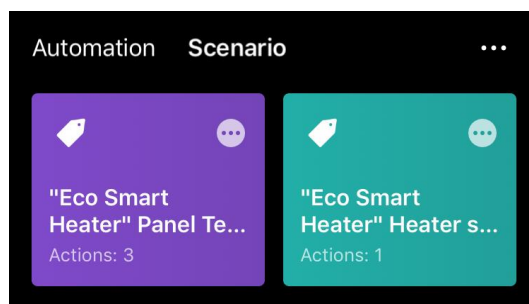 Automation Scenario
"Eco Smart
Heater" Panel Te...
Actions: 3
"Eco Smart
Heater" Heater s...
Actions: 1